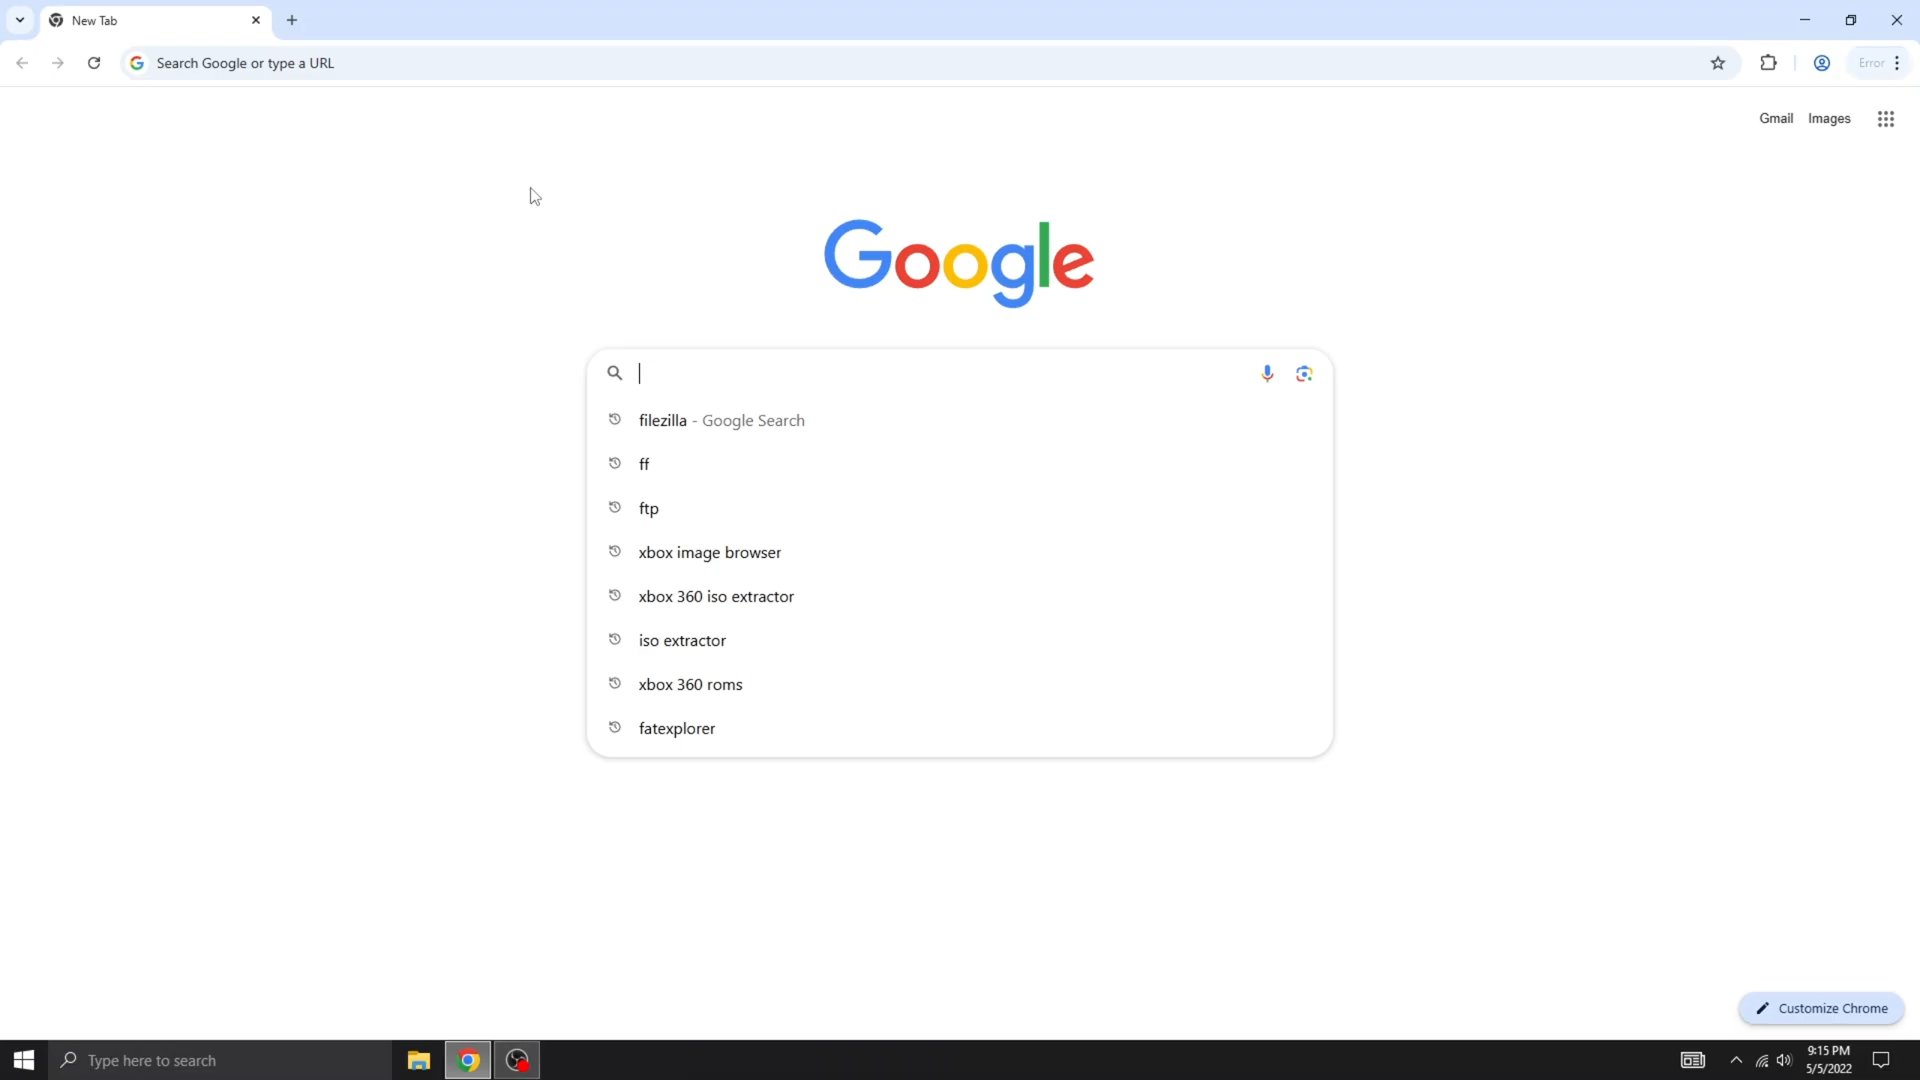 New Tab
Search Google or type a URL
Error
Gmail Images
Google
filezilla - Google Search
ff
ftp
xbox image browser
xbox 360 iso extractor
iso extractor
xbox 360 roms
fatexplorer
Customize Chrome
Type here to search
9:15 PM
5/5/2022